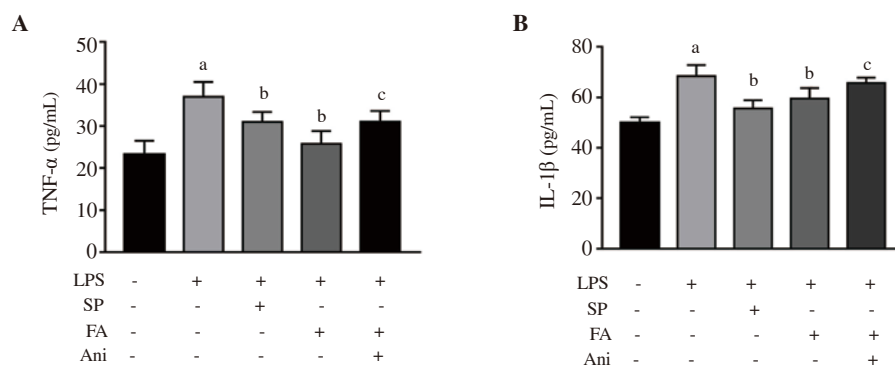 A
TNF-α (pg/mL)
50
40
30
20
10
0
a
b
b
c
LPS - + + + +
SP - - + - -
FA - - - + +
Ani - - - - +
B
IL-1β (pg/mL)
80
60
40
20
0
a
b
b
c
LPS - + + + +
SP - - + - -
FA - - - + +
Ani - - - - +